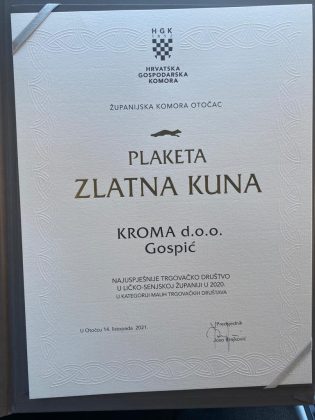 HGK
1852
HRVATSKA
GOSPODARSKA
KOMORA
ŽUPANIJSKA KOMORA OTOČAC
PLAKETA
ZLATNA KUNA
KROMA d.o.o.
Gospić
NAJUSPJEŠNIJE TRGOVAČKO DRUŠTVO
U LIČKO-SENJSKOJ ŽUPANIJI U 2020.
U KATEGORIJI MALIH TRGOVAČKIH DRUŠTAVA
U Otočcu 14. listopada 2021.
Predsjednik